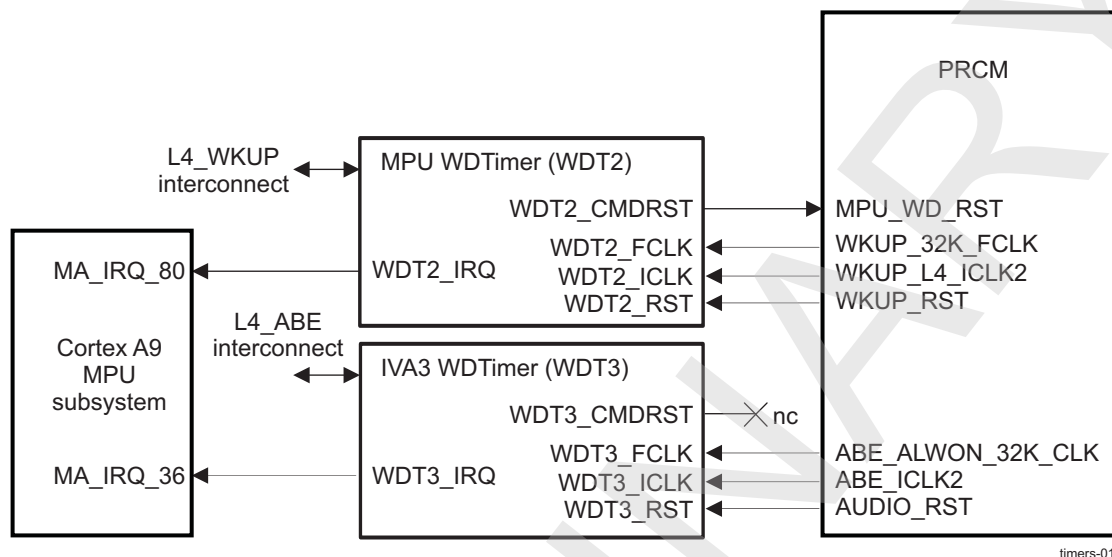 PRCM
L4_WKUP
interconnect
MPU WDTimer (WDT2)
WDT2_CMDRST
MPU_WD_RST
WDT2_FCLK
WKUP_32K_FCLK
MA_IRQ_80
WDT2_IRQ
WDT2_ICLK
WKUP_L4_ICLK2
WDT2_RST
WKUP_RST
L4_ABE
interconnect
Cortex A9
MPU
subsystem
IVA3 WDTimer (WDT3)
WDT3_CMDRST
nc
WDT3_FCLK
ABE_ALWON_32K_CLK
MA_IRQ_36
WDT3_IRQ
WDT3_ICLK
ABE_ICLK2
WDT3_RST
AUDIO_RST
timers-01
INARY